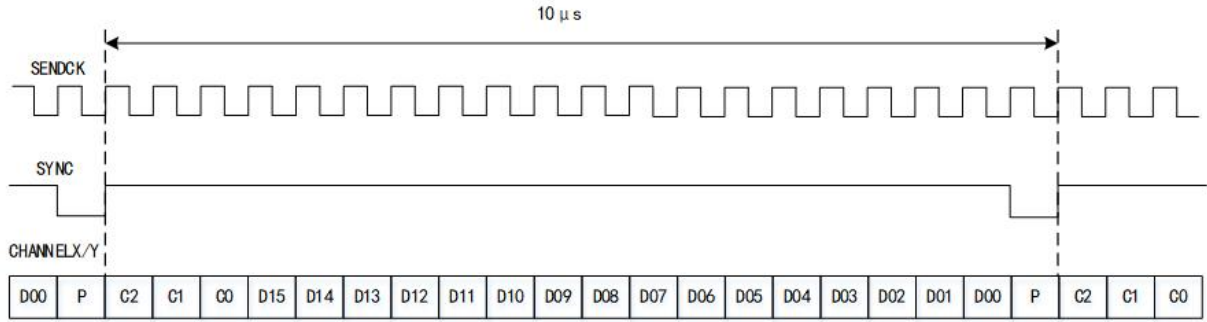 10 μs
SENDCK
SYNC
CHANNELX/Y
D00 P C2 C1 C0 D15 D14 D13 D12 D11 D10 D09 D08 D07 D06 D05 D04 D03 D02 D01 D00 P C2 C1 C0